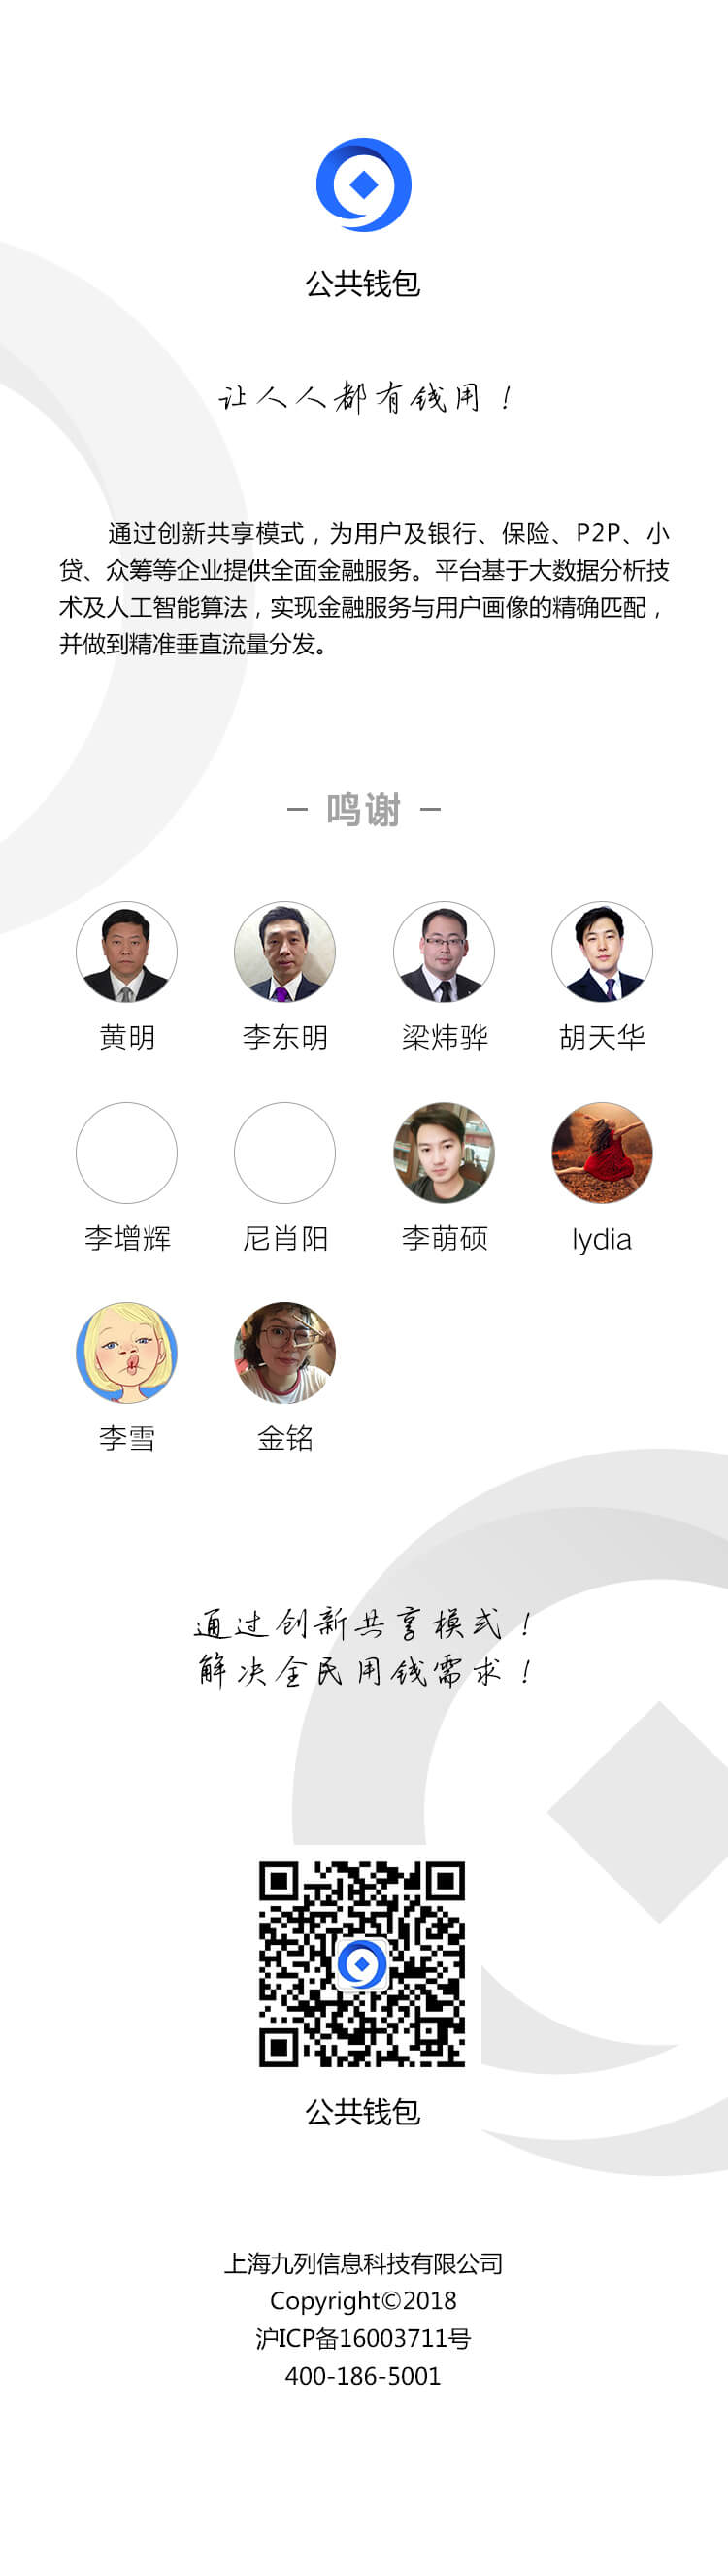 公共钱包
让人人都有钱用！
通过创新共享模式，为用户及银行、保险、P2P、小
贷、众筹等企业提供全面金融服务。平台基于大数据分析技
术及人工智能算法，实现金融服务与用户画像的精确匹配，
并做到精准垂直流量分发。
– 鸣谢 –
黄明 李东明 梁炜骅 胡天华
李增辉 尼肖阳 李萌硕 lydia
李雪 金铭
通过创新共享模式！
解决全民用钱需求！
公共钱包
上海九列信息科技有限公司
Copyright©2018
沪ICP备16003711号
400-186-5001